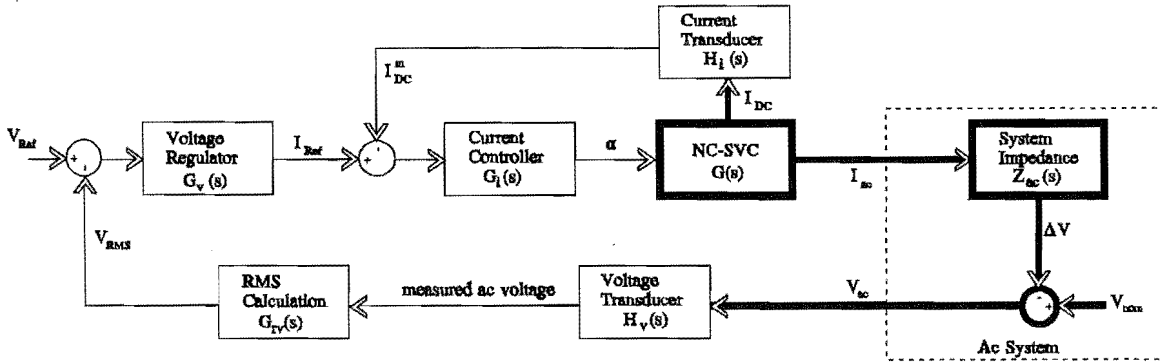 Current
Transducer
H_i(s)
I_DC^m
I_DC
V_Ref
+
-
Voltage
Regulator
G_v(s)
I_Ref
+
-
Current
Controller
G_i(s)
α
NC-SVC
G(s)
I_ac
System
Impedance
Z_ac(s)
ΔV
V_RMS
RMS
Calculation
G_rv(s)
measured ac voltage
Voltage
Transducer
H_v(s)
V_ac
-
+
V_nom
Ac System